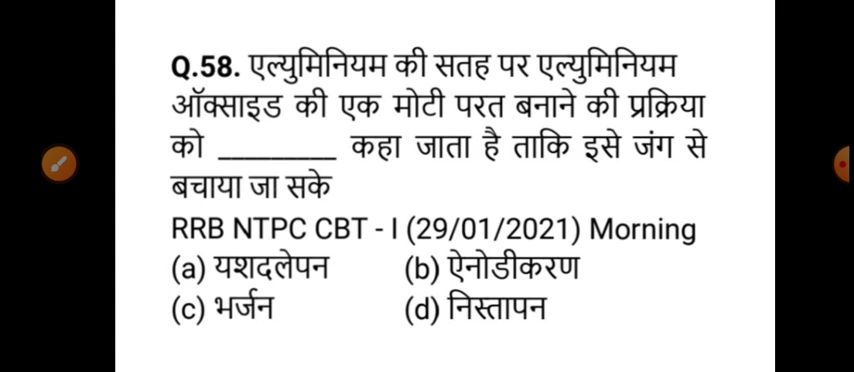 Q.58. एल्युमिनियम की सतह पर एल्युमिनियम
ऑक्साइड की एक मोटी परत बनाने की प्रक्रिया
को ________ कहा जाता है ताकि इसे जंग से
बचाया जा सके
RRB NTPC CBT - I (29/01/2021) Morning
(a) यशदलेपन (b) ऐनोडीकरण
(c) भर्जन (d) निस्तापन